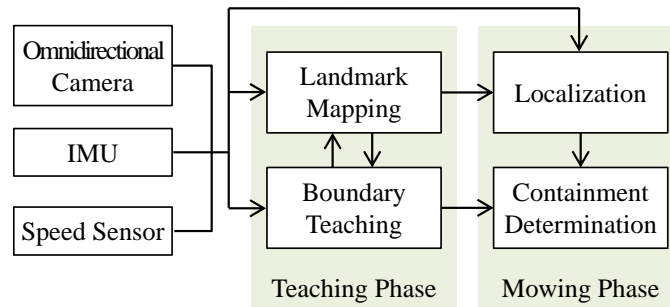 Omnidirectional
Camera
IMU
Speed Sensor
Landmark
Mapping
Boundary
Teaching
Teaching Phase
Localization
Containment
Determination
Mowing Phase